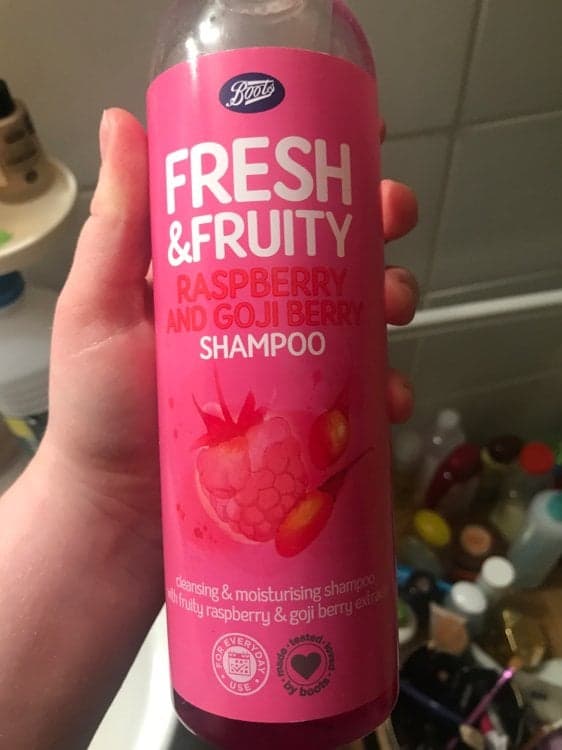 Boots
FRESH
&FRUITY
RASPBERRY
AND GOJI BERRY
SHAMPOO
cleansing & moisturising shampoo
with fruity raspberry & goji berry
FOR EVERYDAY
USE
made · tested · loved
by boots